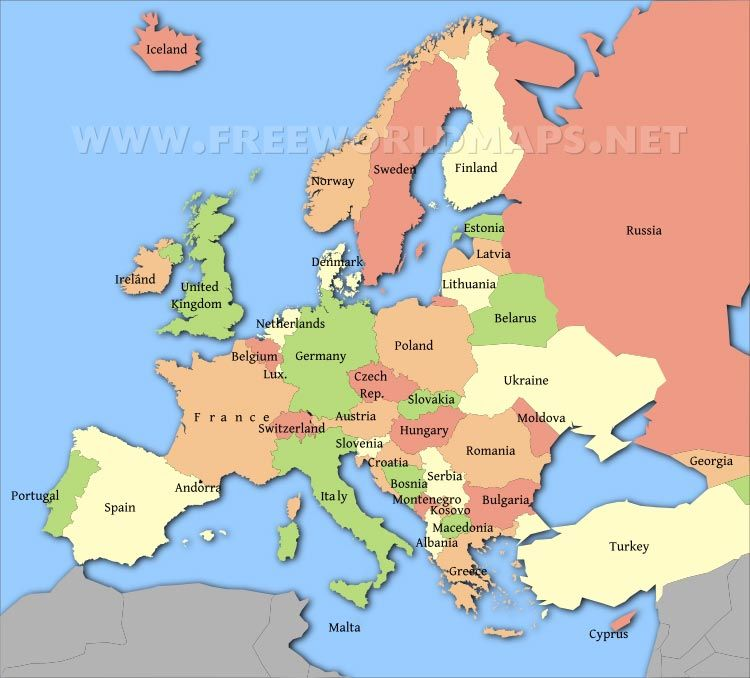 Iceland
WWW.FREEWORLDMAPS.NET
Norway
Sweden
Finland
Russia
Estonia
Latvia
Denmark
Lithuania
Ireland
United
Kingdom
Belarus
Netherlands
Germany
Poland
Belgium
Lux.
Czech
Rep.
Ukraine
Slovakia
France
Austria
Switzerland
Hungary
Moldova
Slovenia
Romania
Croatia
Georgia
Andorra
Portugal
Spain
Italy
Bosnia
Serbia
Montenegro
Kosovo
Bulgaria
Macedonia
Albania
Turkey
Greece
Malta
Cyprus